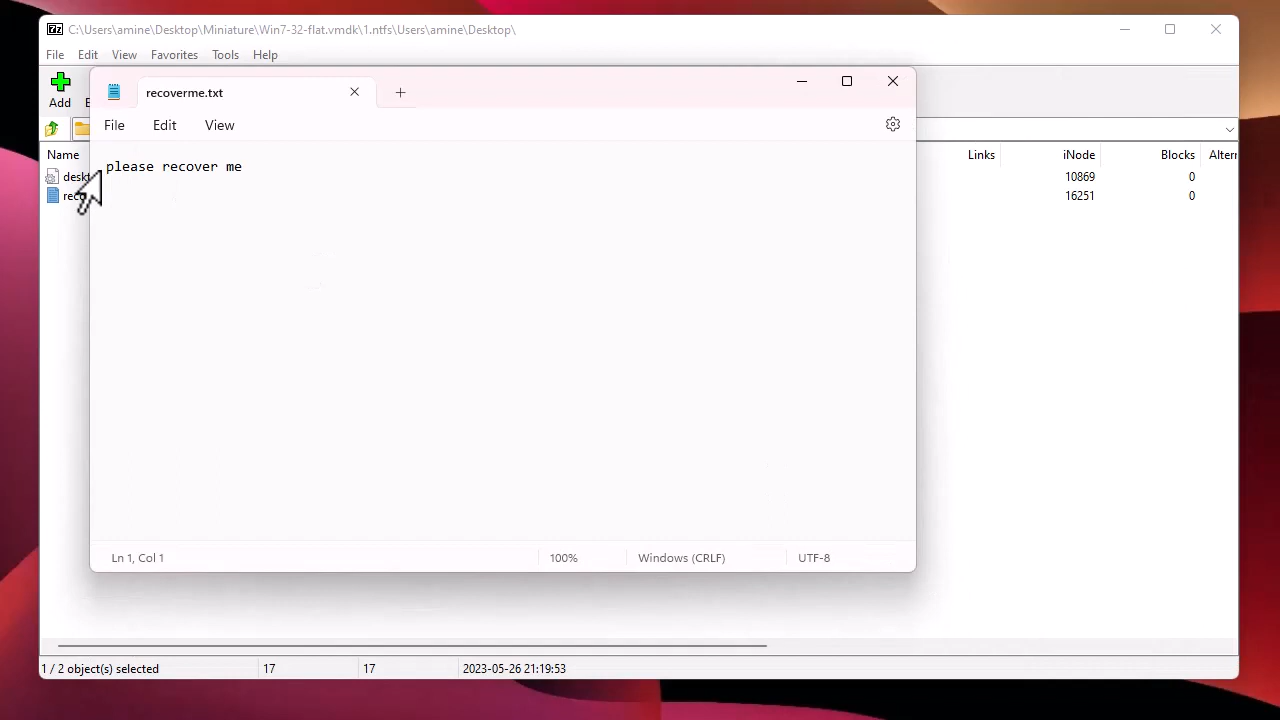 7z C:\Users\amine\Desktop\Miniature\Win7-32-flat.vmdk\1.ntfs\Users\amine\Desktop\
File Edit View Favorites Tools Help
recoverme.txt
Add
File Edit View
Name Links iNode Blocks
please recover me
10869 0
16251 0
Ln 1, Col 1 100% Windows (CRLF) UTF-8
1 / 2 object(s) selected 17 17 2023-05-26 21:19:53